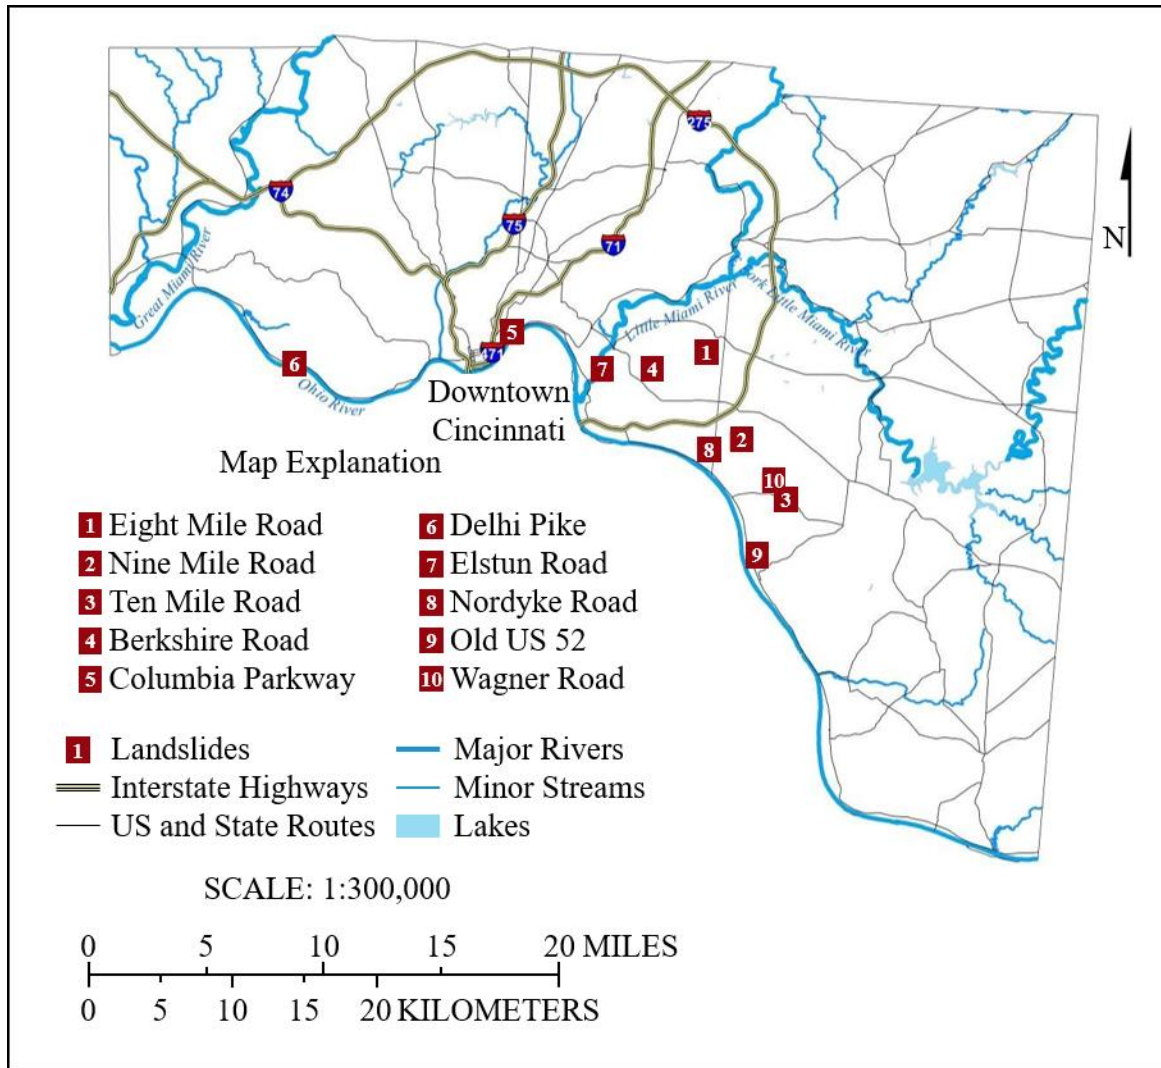 275
74
75
71
N
Great Miami River
Little Miami River
Fork Little Miami River
5
471
1
6
7
4
Ohio River
Downtown
Cincinnati
2
8
Map Explanation
10
3
1 Eight Mile Road
6 Delhi Pike
2 Nine Mile Road
7 Elstun Road
9
3 Ten Mile Road
8 Nordyke Road
4 Berkshire Road
9 Old US 52
5 Columbia Parkway
10 Wagner Road
1 Landslides
Major Rivers
Interstate Highways
Minor Streams
US and State Routes
Lakes
SCALE: 1:300,000
0 5 10 15 20 MILES
0 5 10 15 20 KILOMETERS